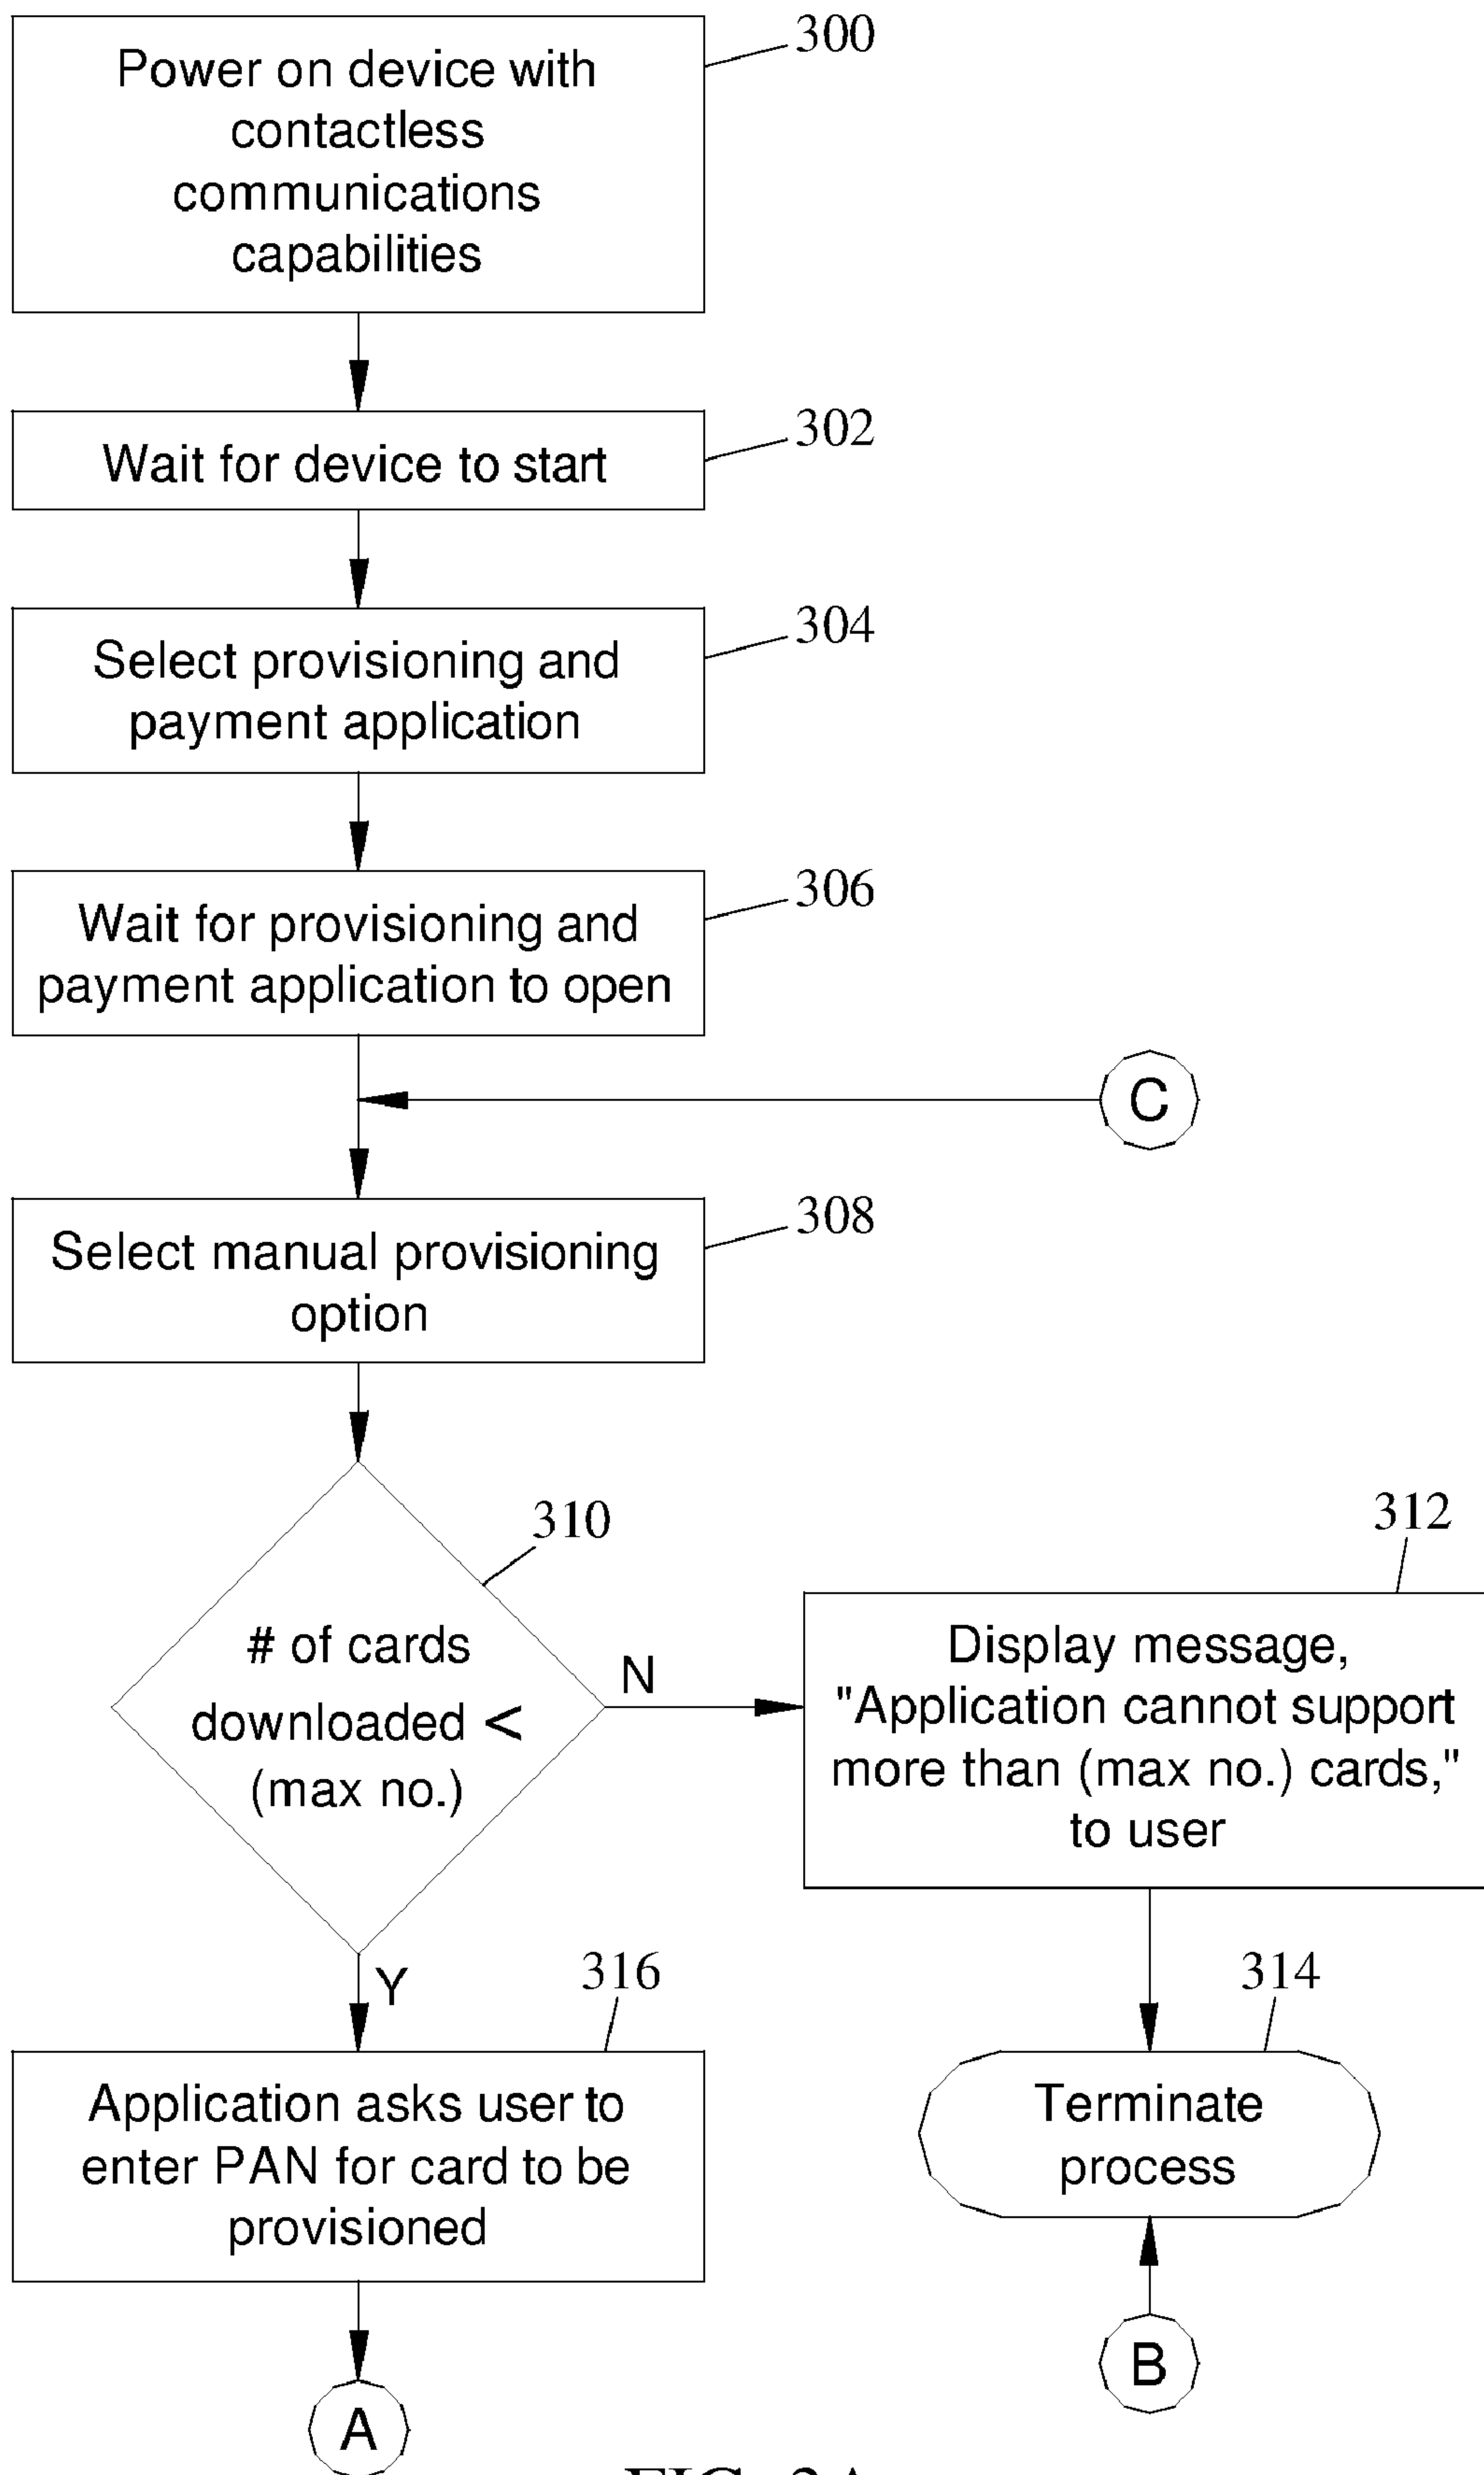 Power on device with
contactless
communications
capabilities
300
Wait for device to start
302
Select provisioning and
payment application
304
Wait for provisioning and
payment application to open
306
C
Select manual provisioning
option
308
# of cards
downloaded <
(max no.)
310
N
Y
Display message,
"Application cannot support
more than (max no.) cards,"
to user
312
Terminate
process
314
Application asks user to
enter PAN for card to be
provisioned
316
B
A